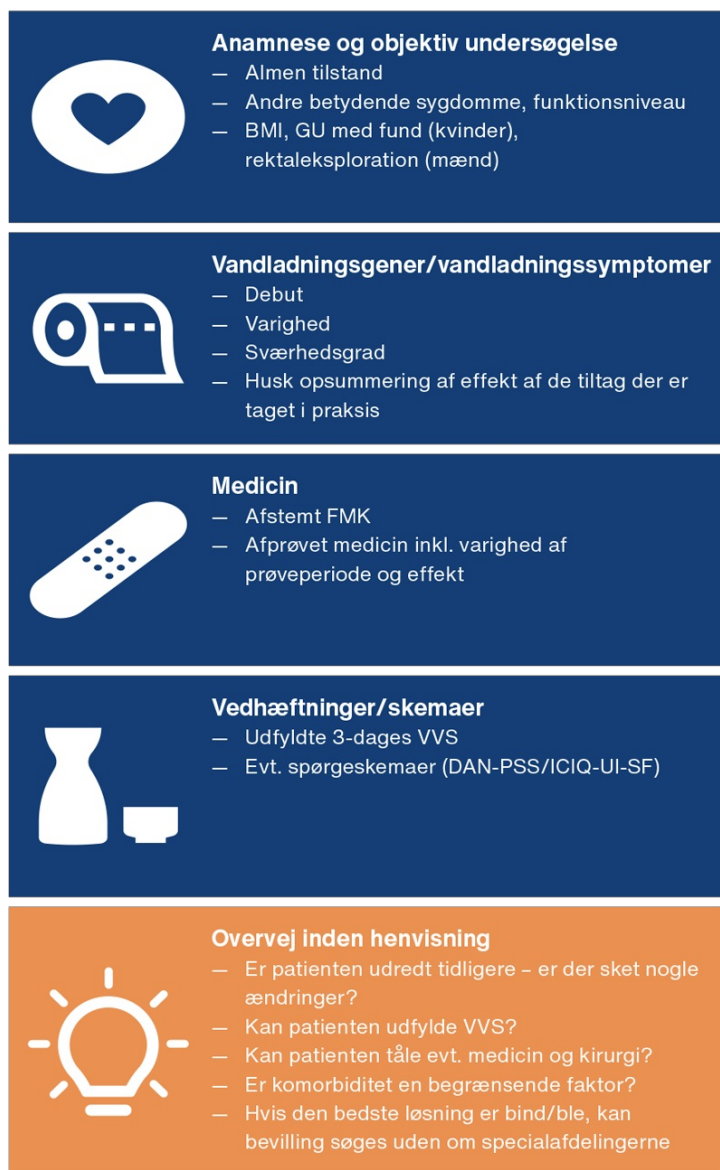 Anamnese og objektiv undersøgelse
— Almen tilstand
— Andre betydende sygdomme, funktionsniveau
— BMI, GU med fund (kvinder),
rektaleksploration (mænd)
Vandladningsgener/vandladningssymptomer
— Debut
— Varighed
— Sværhedsgrad
— Husk opsummering af effekt af de tiltag der er
taget i praksis
Medicin
— Afstemt FMK
— Afprøvet medicin inkl. varighed af
prøveperiode og effekt
Vedhæftninger/skemaer
— Udfyldte 3-dages VVS
— Evt. spørgeskemaer (DAN-PSS/ICIQ-UI-SF)
Overvej inden henvisning
— Er patienten udredt tidligere – er der sket nogle
ændringer?
— Kan patienten udfylde VVS?
— Kan patienten tåle evt. medicin og kirurgi?
— Er komorbiditet en begrænsende faktor?
— Hvis den bedste løsning er bind/ble, kan
bevilling søges uden om specialafdelingerne